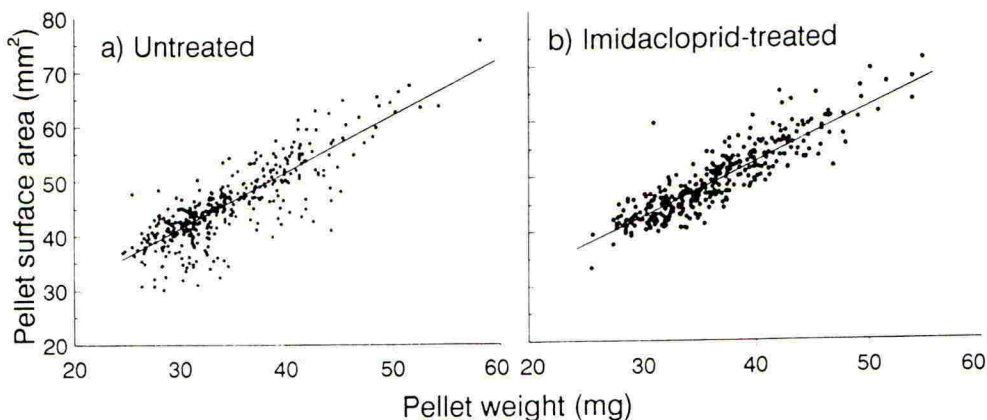 Pellet surface area (mm²)
80
70
60
50
40
30
20
a) Untreated
20 30 40 50 60
b) Imidacloprid-treated
20 30 40 50 60
Pellet weight (mg)